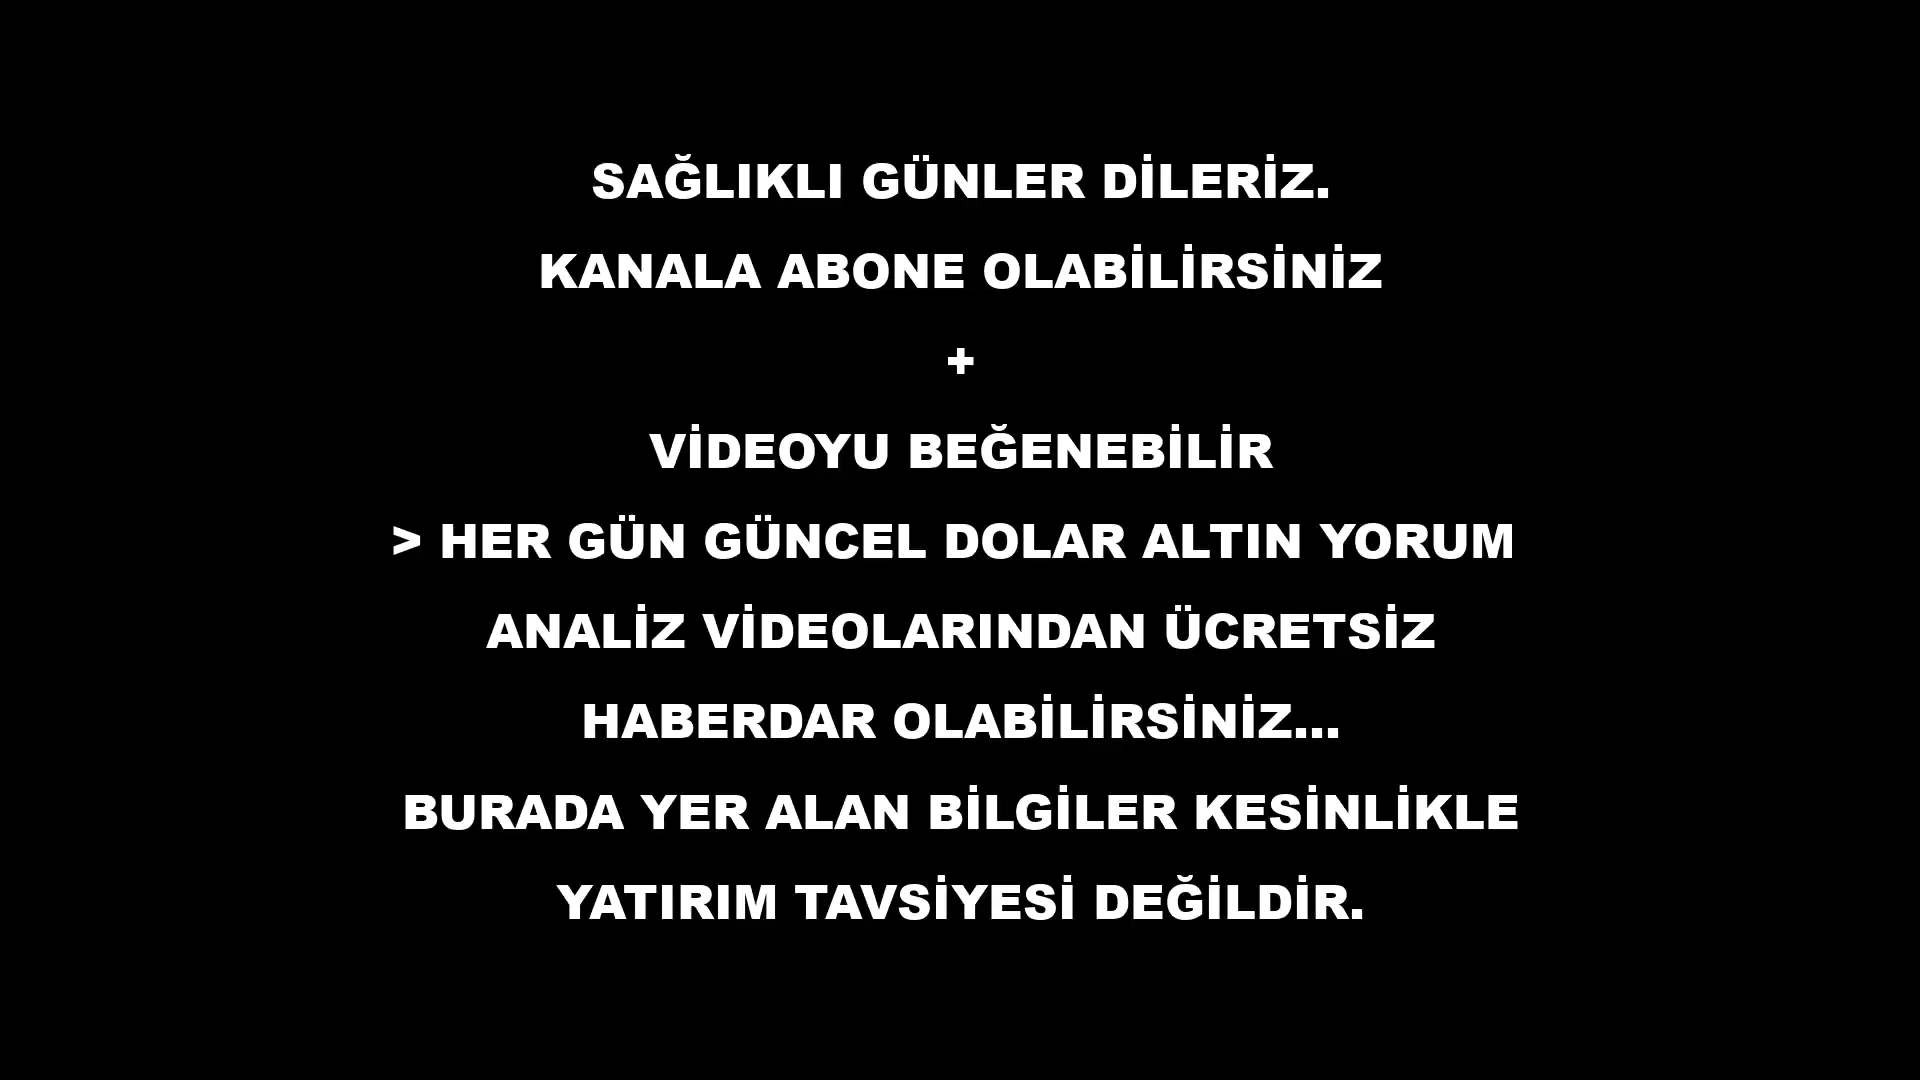 SAĞLIKLI GÜNLER DİLERİZ.
KANALA ABONE OLABİLİRSİNİZ
+
VİDEOYU BEĞENEBİLİR
> HER GÜN GÜNCEL DOLAR ALTIN YORUM
ANALİZ VİDEOLARINDAN ÜCRETSİZ
HABERDAR OLABİLİRSİNİZ...
BURADA YER ALAN BİLGİLER KESİNLİKLE
YATIRIM TAVSİYESİ DEĞİLDİR.